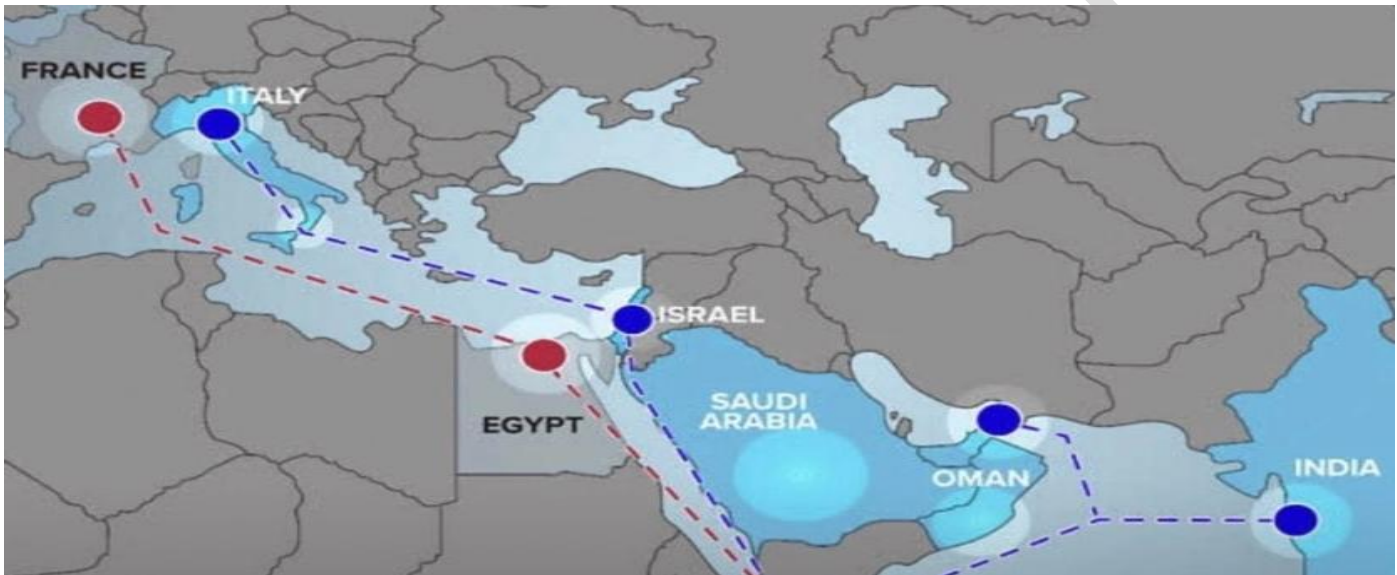 FRANCE
ITALY
ISRAEL
EGYPT
SAUDI
ARABIA
OMAN
INDIA